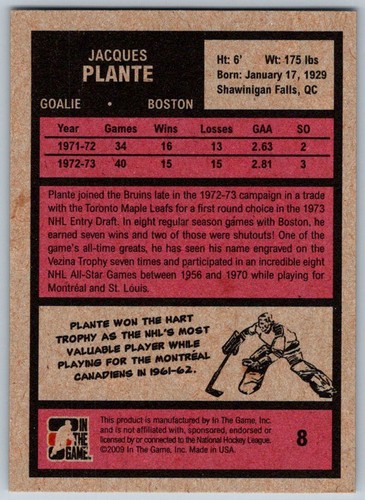 JACQUES
PLANTE
GOALIE • BOSTON
Ht: 6' Wt: 175 lbs
Born: January 17, 1929
Shawinigan Falls, QC
Year Games Wins Losses GAA SO
1971-72 34 16 13 2.63 2
1972-73 40 15 15 2.81 3
Plante joined the Bruins late in the 1972-73 campaign in a trade
with the Toronto Maple Leafs for a first round choice in the 1973
NHL Entry Draft. In eight regular season games with Boston, he
earned seven wins and two of those were shutouts! One of the
game's all-time greats, he has seen his name engraved on the
Vezina Trophy seven times and participated in an incredible eight
NHL All-Star Games between 1956 and 1970 while playing for
Montréal and St. Louis.
PLANTE WON THE HART
TROPHY AS THE NHL'S MOST
VALUABLE PLAYER WHILE
PLAYING FOR THE MONTRÉAL
CANADIENS IN 1961-62.
IN
THE
GAME.
This product is manufactured by In The Game, Inc.
and is not affiliated with, sponsored, endorsed or
licensed by or connected to the National Hockey League.
©2009 In The Game, Inc. Made in USA.
8